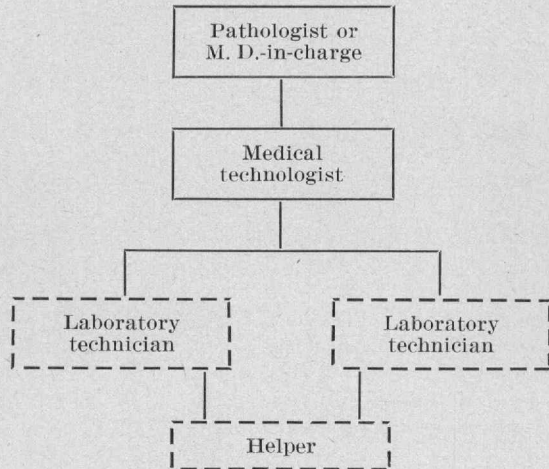 Pathologist or
M. D.-in-charge
Medical
technologist
Laboratory
technician
Laboratory
technician
Helper